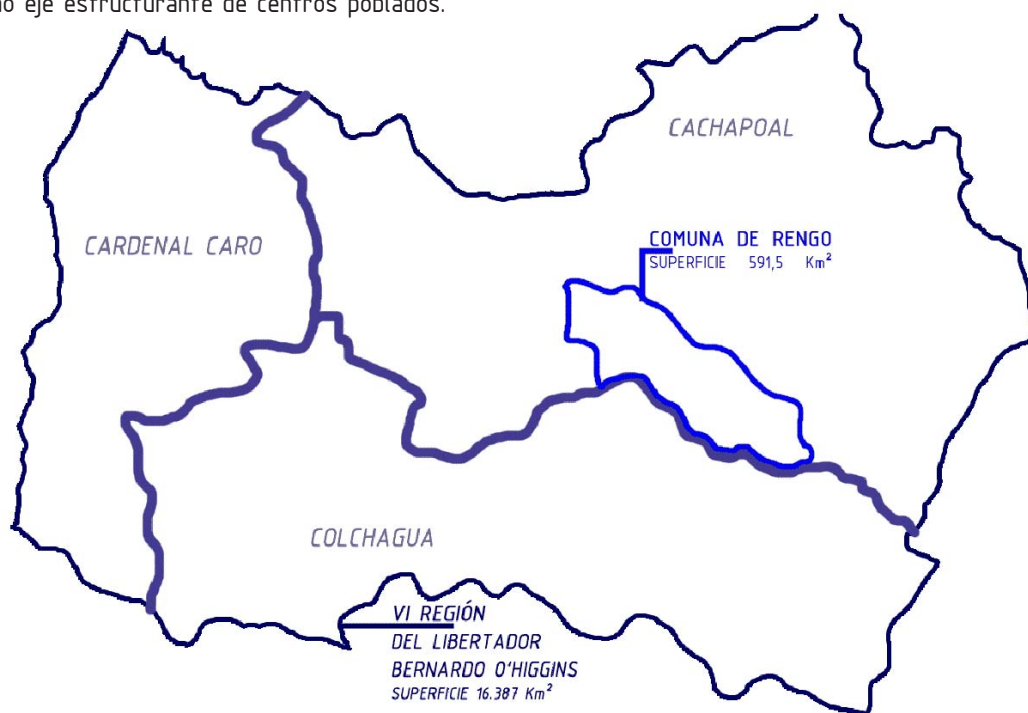 eje estructurante de centros poblados.
CACHAPOAL
CARDENAL CARO
COMUNA DE RENGO
SUPERFICIE 591,5 Km²
COLCHAGUA
VI REGIÓN
DEL LIBERTADOR
BERNARDO O'HIGGINS
SUPERFICIE 16.387 Km²